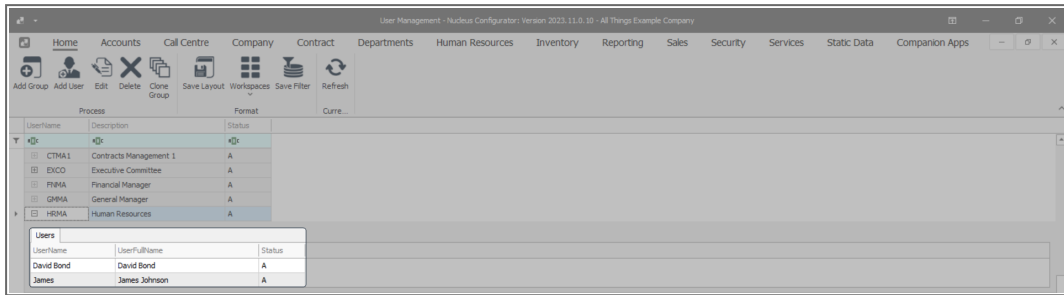 User Management - Nucleus Configurator: Version 2023.11.0.10 - All Things Example Company
Home Accounts Call Centre Company Contract Departments Human Resources Inventory Reporting Sales Security Services Static Data Companion Apps
Add Group Add User Edit Delete Clone Group Save Layout Workspaces Save Filter Refresh
Process Format Curre...
UserName Description Status
CTMA1 Contracts Management 1 A
EXCO Executive Committee A
FNMA Financial Manager A
GMMA General Manager A
HRMA Human Resources A
Users
UserName UserFullName Status
David Bond David Bond A
James James Johnson A